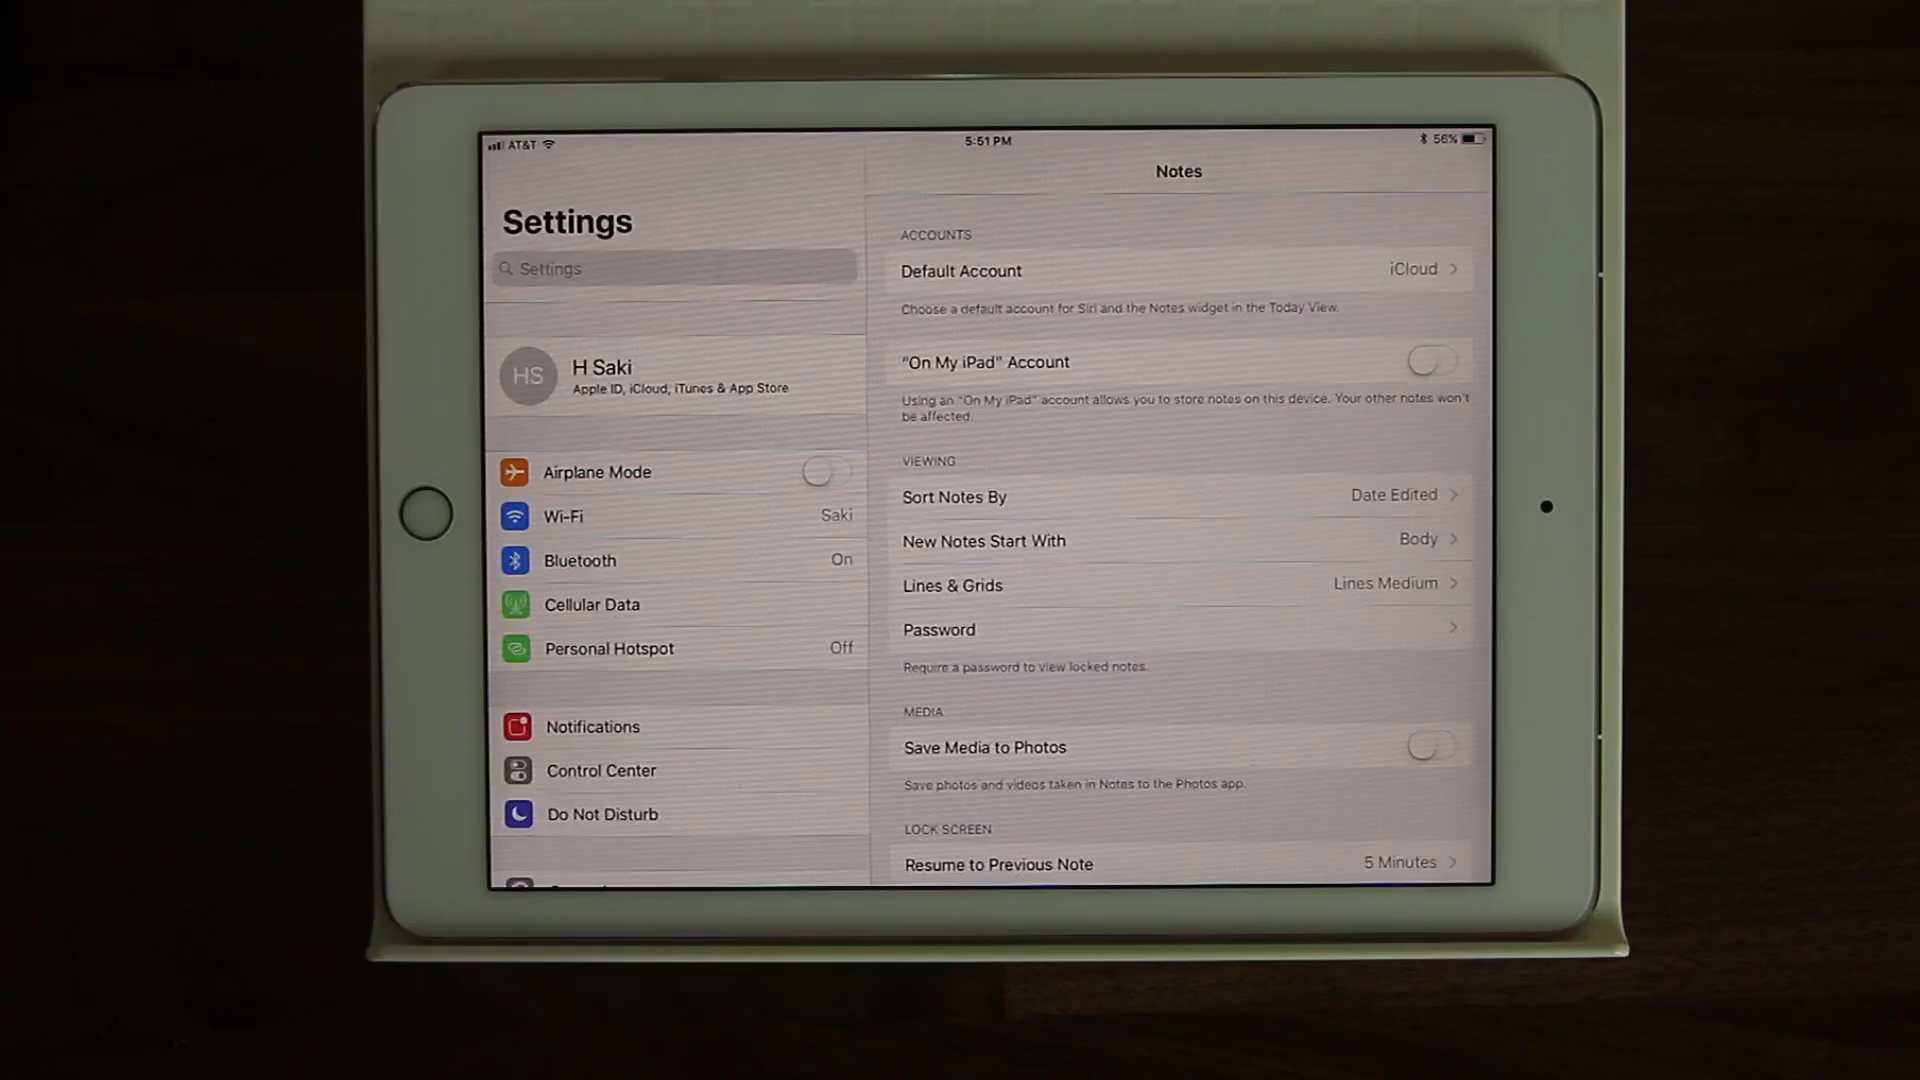 AT&T
5:51 PM
56%
Settings
Settings
HS
H Saki
Apple ID, iCloud, iTunes & App Store
Airplane Mode
Wi-Fi Saki
Bluetooth On
Cellular Data
Personal Hotspot Off
Notifications
Control Center
Do Not Disturb
Notes
ACCOUNTS
Default Account iCloud
Choose a default account for Siri and the Notes widget in the Today View.
“On My iPad” Account
Using an “On My iPad” account allows you to store notes on this device. Your other notes won't
be affected.
VIEWING
Sort Notes By Date Edited
New Notes Start With Body
Lines & Grids Lines Medium
Password
Require a password to view locked notes.
MEDIA
Save Media to Photos
Save photos and videos taken in Notes to the Photos app.
LOCK SCREEN
Resume to Previous Note 5 Minutes